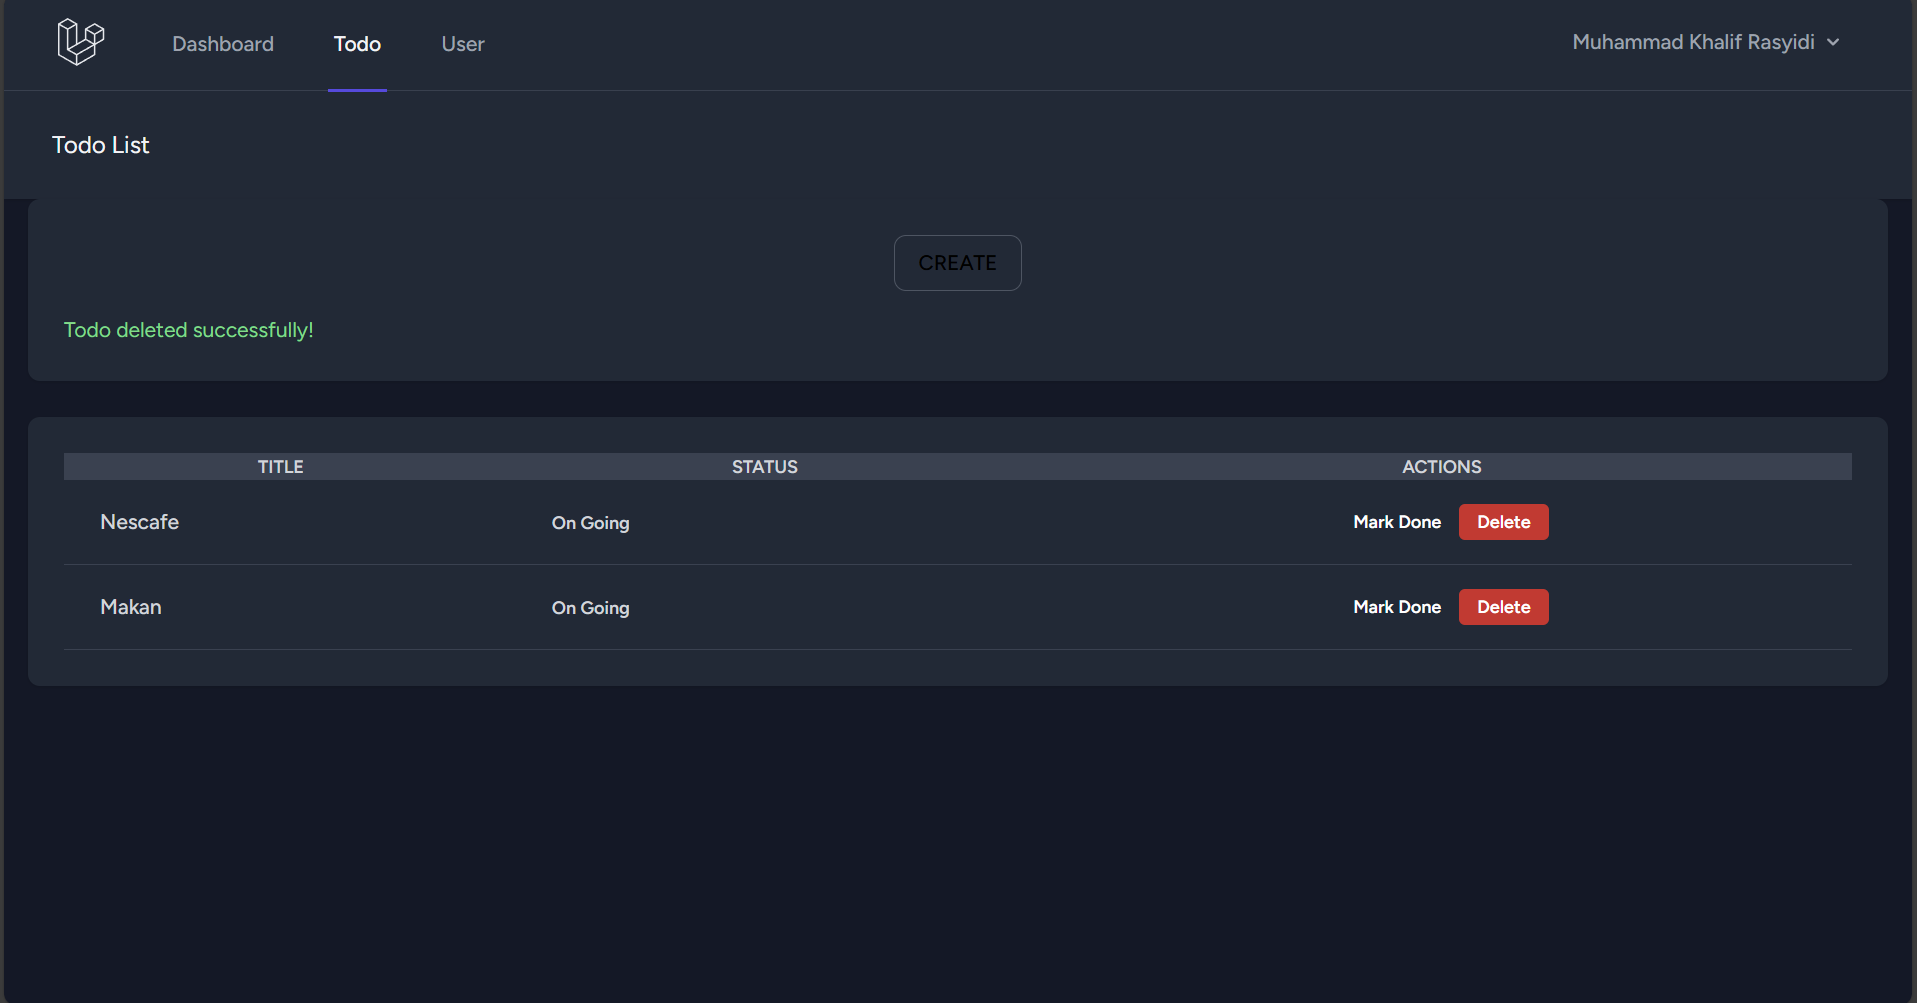 Dashboard Todo User Muhammad Khalif Rasyidi
Todo List
CREATE
Todo deleted successfully!
TITLE STATUS ACTIONS
Nescafe On Going Mark Done Delete
Makan On Going Mark Done Delete